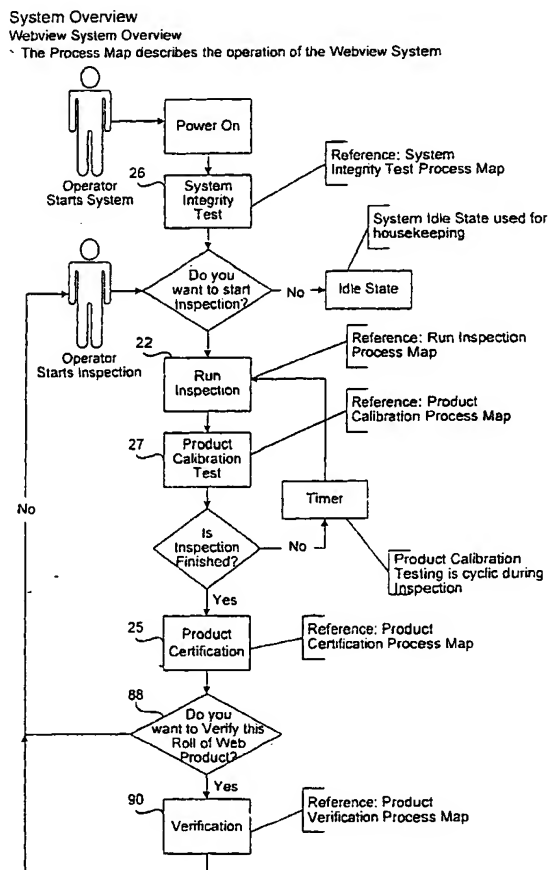 System Overview
Webview System Overview
` The Process Map describes the operation of the Webview System
Power On
Operator
Starts System
26
System
Integrity
Test
Reference: System
Integrity Test Process Map
System Idle State used for
housekeeping
Do you
want to start
Inspection?
No
Idle State
Operator
Starts Inspection
22
Run
Inspection
Reference: Run Inspection
Process Map
27
Product
Calibration
Test
Reference: Product
Calibration Process Map
No
Timer
Is
Inspection
Finished?
No
Product Calibration
Testing is cyclic during
Inspection
Yes
25
Product
Certification
Reference: Product
Certification Process Map
88
Do you
want to Verify this
Roll of Web
Product?
Yes
90
Verification
Reference: Product
Verification Process Map